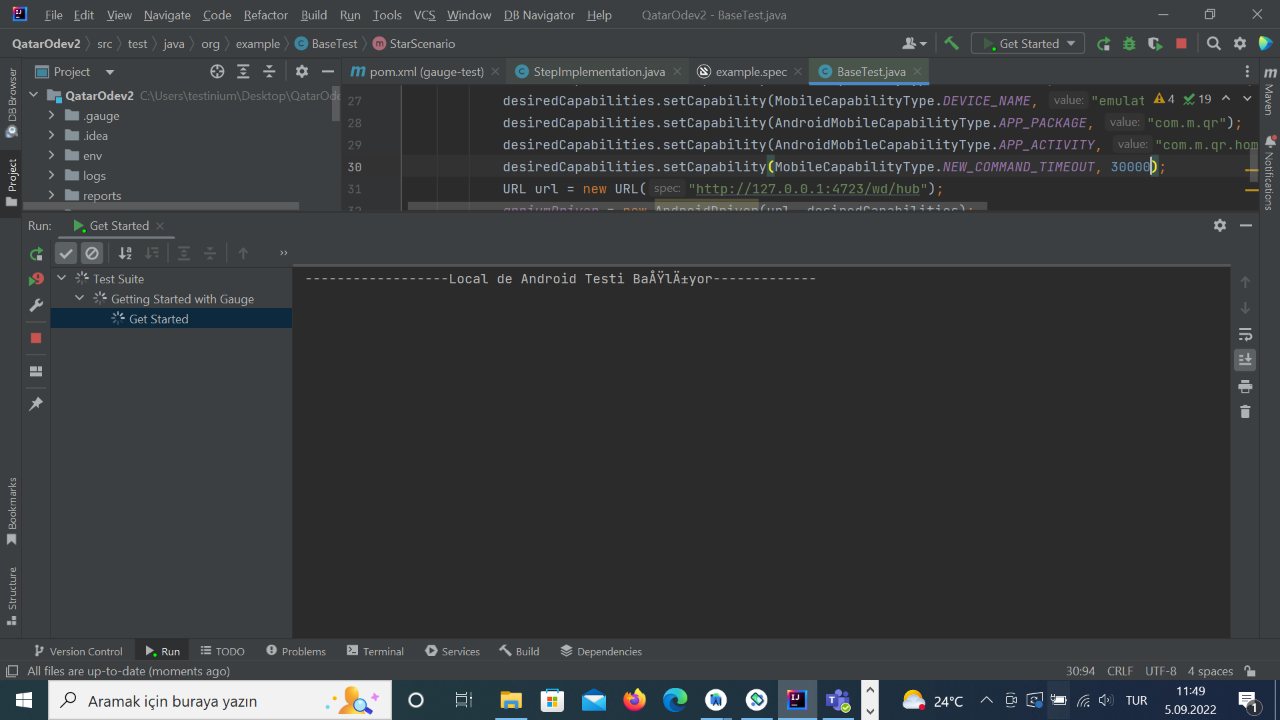 File Edit View Navigate Code Refactor Build Run Tools VCS Window DB Navigator Help QatarOdev2 - BaseTest.java
QatarOdev2 src test java org example BaseTest StarScenario Get Started
Project
pom.xml (gauge-test) StepImplementation.java example.spec BaseTest.java
QatarOdev2 C:\Users\testinium\Desktop\QatarOde
.gauge
.idea
env
logs
reports
27 desiredCapabilities.setCapability(MobileCapabilityType.DEVICE_NAME, value: "emulat 4 19
28 desiredCapabilities.setCapability(AndroidMobileCapabilityType.APP_PACKAGE, value: "com.m.qr");
29 desiredCapabilities.setCapability(AndroidMobileCapabilityType.APP_ACTIVITY, value: "com.m.qr.hom
30 desiredCapabilities.setCapability(MobileCapabilityType.NEW_COMMAND_TIMEOUT, 30000);
31 URL url = new URL( spec: "http://127.0.0.1:4723/wd/hub");
32 appiumDriver = new AndroidDriver(url, desiredCapabilities);
DB Browser
Project
Bookmarks
Structure
Maven
Notifications
Run: Get Started
Test Suite
Getting Started with Gauge
Get Started
------------------Local de Android Testi BaÅŸlÄ±yor-------------
Version Control Run TODO Problems Terminal Services Build Dependencies
All files are up-to-date (moments ago) 30:94 CRLF UTF-8 4 spaces
Aramak için buraya yazın
24°C TUR
11:49
5.09.2022
1